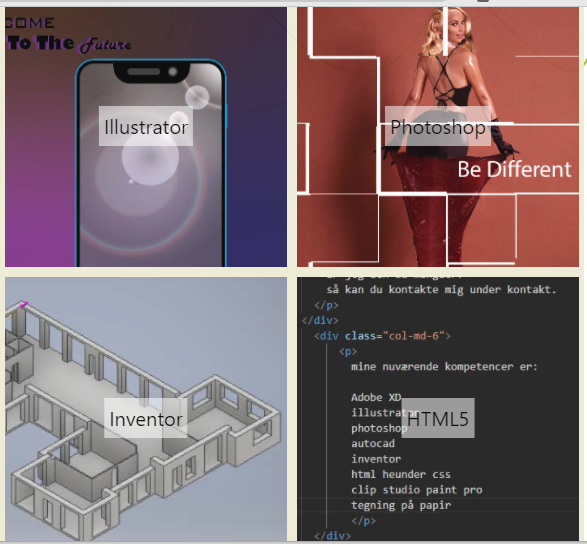 COME
To The Future
Illustrator
Photoshop
Be Different
Inventor
så kan du kontakte mig under kontakt.
</p>
</div>
<div class="col-md-6">
<p>
mine nuværende kompetencer er:
Adobe XD
illustrator
photoshop
HTML5
autocad
inventor
html heunder css
clip studio paint pro
tegning på papir
</p>
</div>